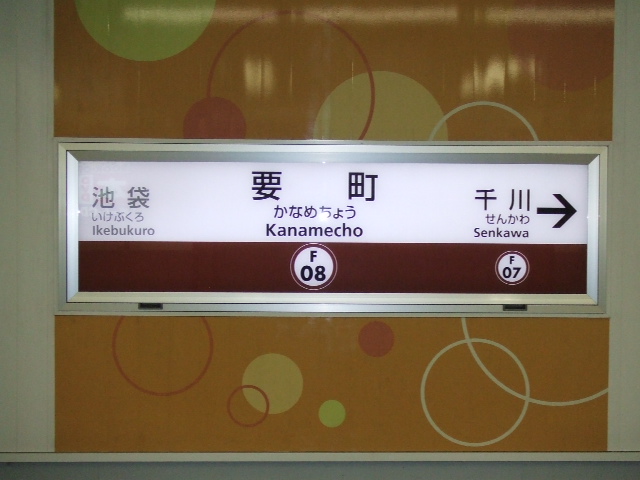 池袋
いけぶくろ
Ikebukuro
要町
かなめちょう
Kanamecho
F
08
千川
せんかわ
Senkawa
F
07